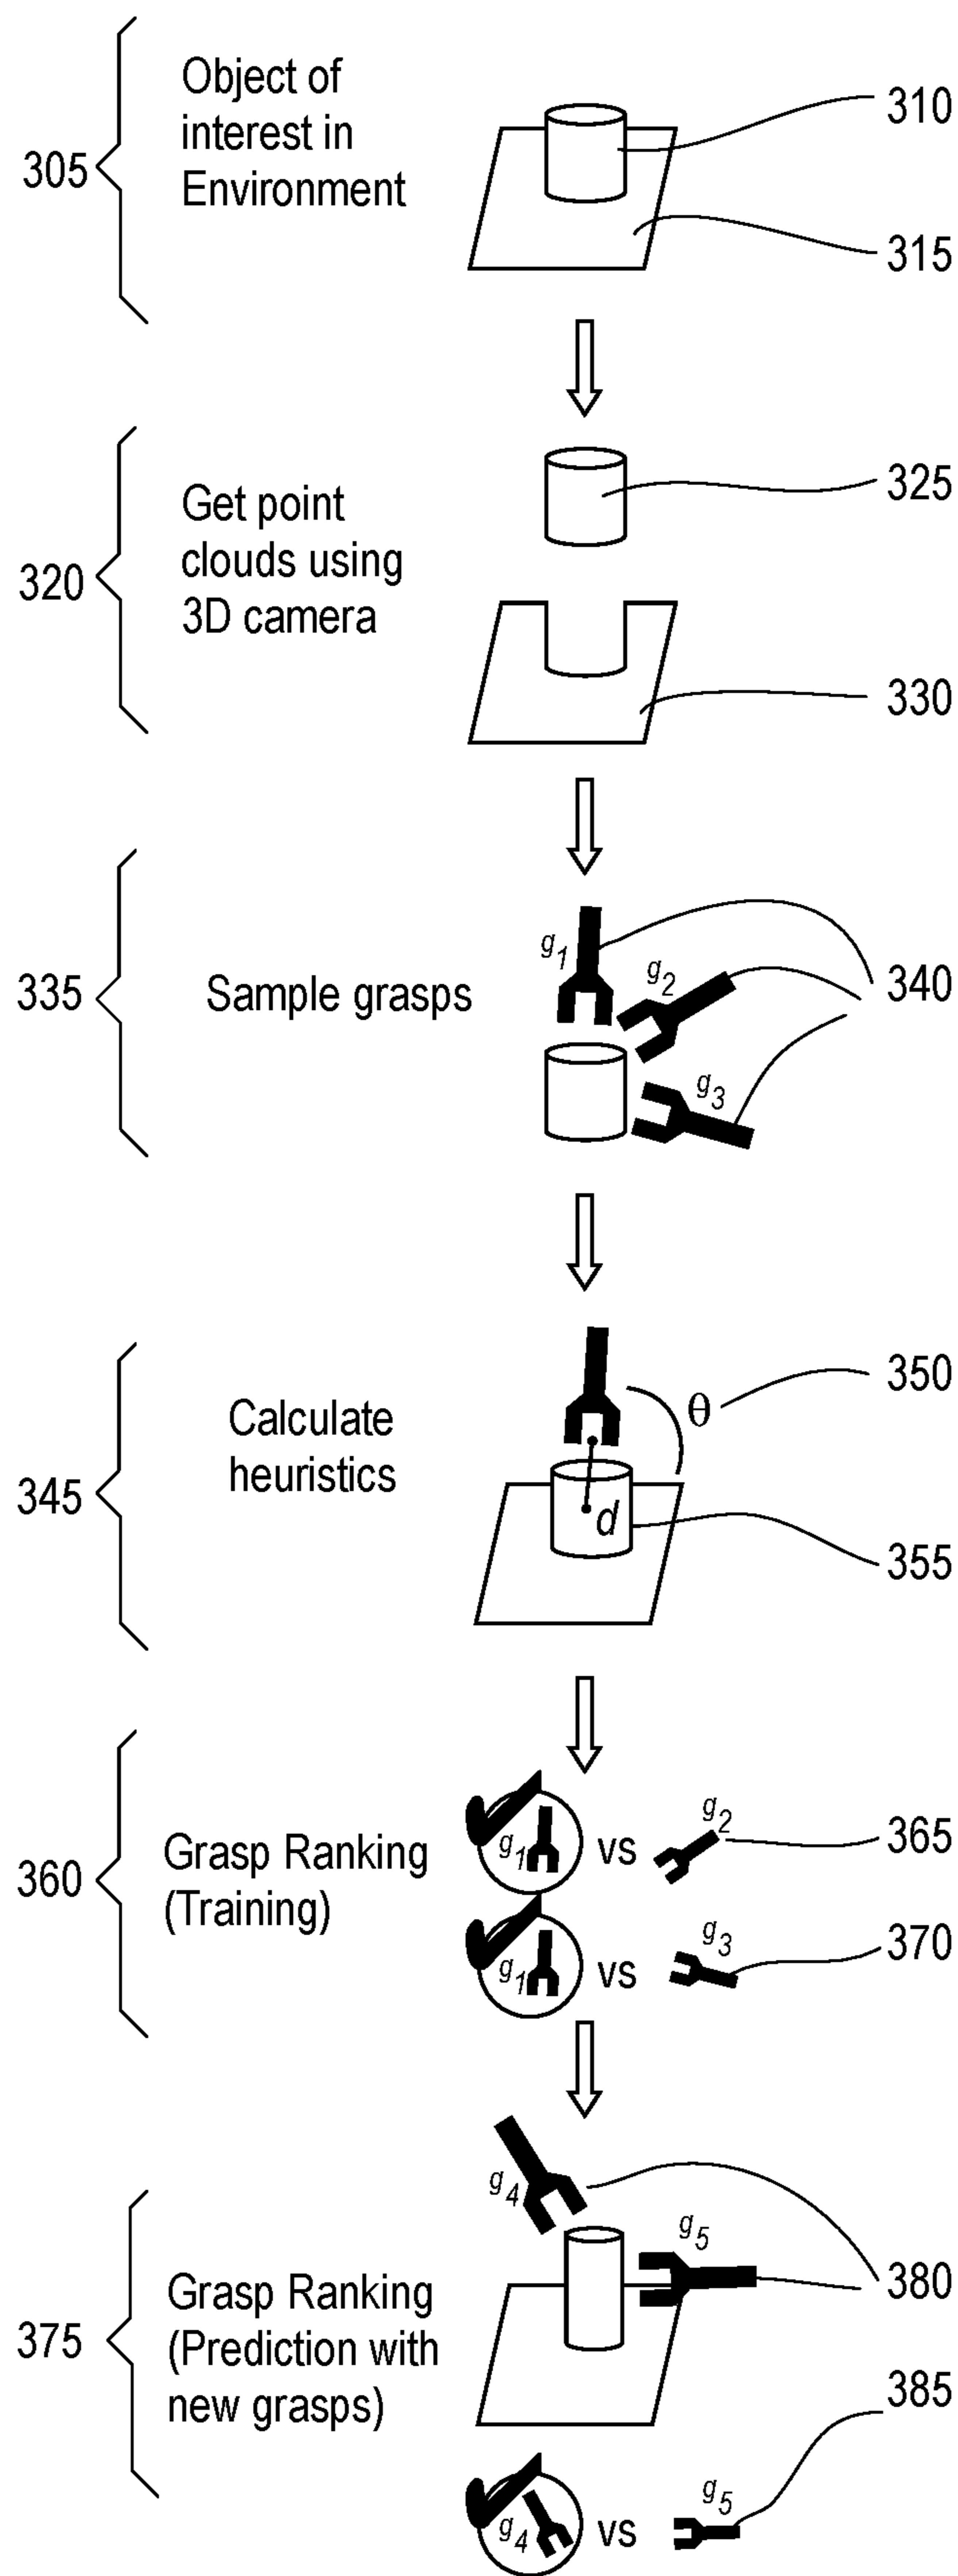 Object of
interest in
Environment
305
310
315
Get point
clouds using
3D camera
320
325
330
Sample grasps
335
g1
g2
g3
340
Calculate
heuristics
345
θ
350
d
355
Grasp Ranking
(Training)
360
g1 vs g2
365
g1 vs g3
370
Grasp Ranking
(Prediction with
new grasps)
375
g4
g5
380
385
g4 vs g5